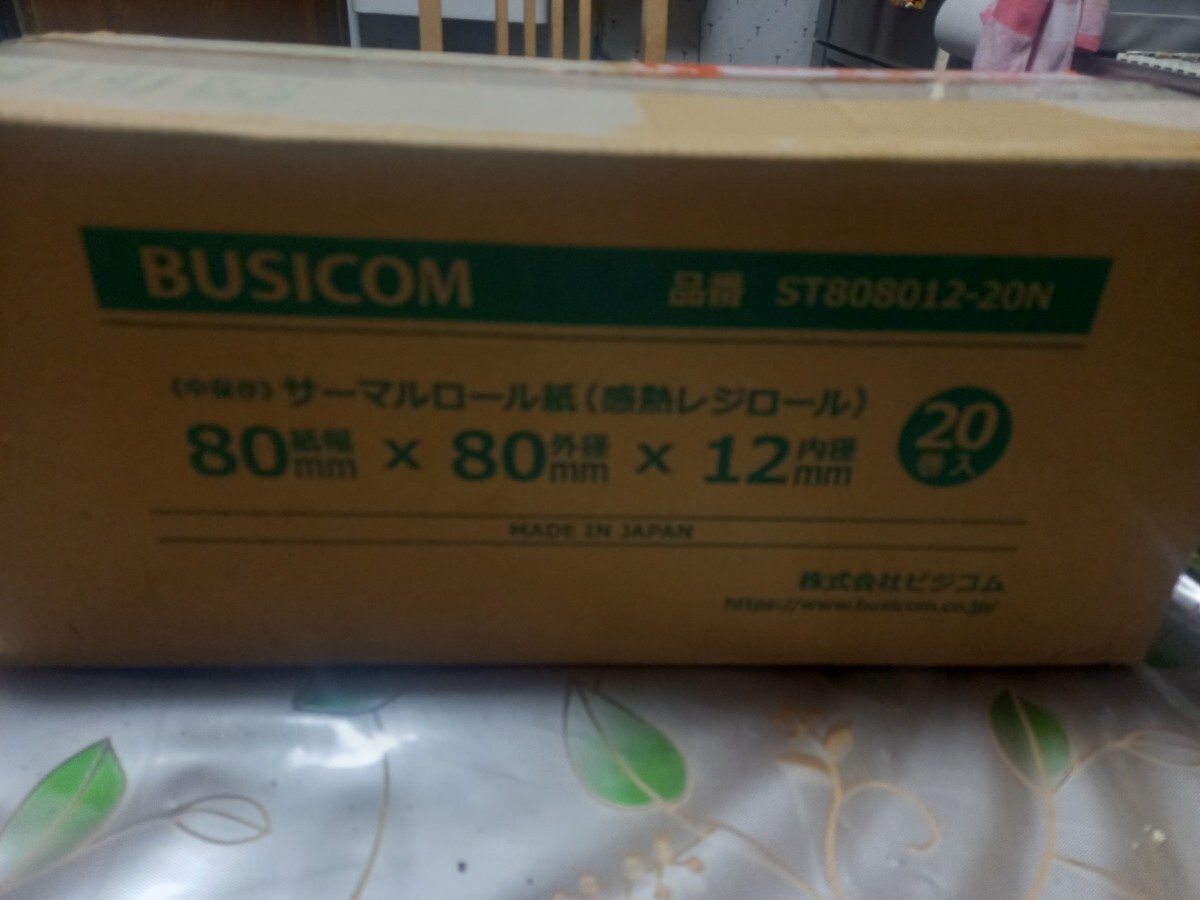 BUSICOM 品番 ST808012-20N
《中保存》サーマルロール紙(感熱レジロール)
80紙幅mm x 80外径mm x 12内径mm 20巻入
MADE IN JAPAN
株式会社ビジコム
https://www.busicom.co.jp/